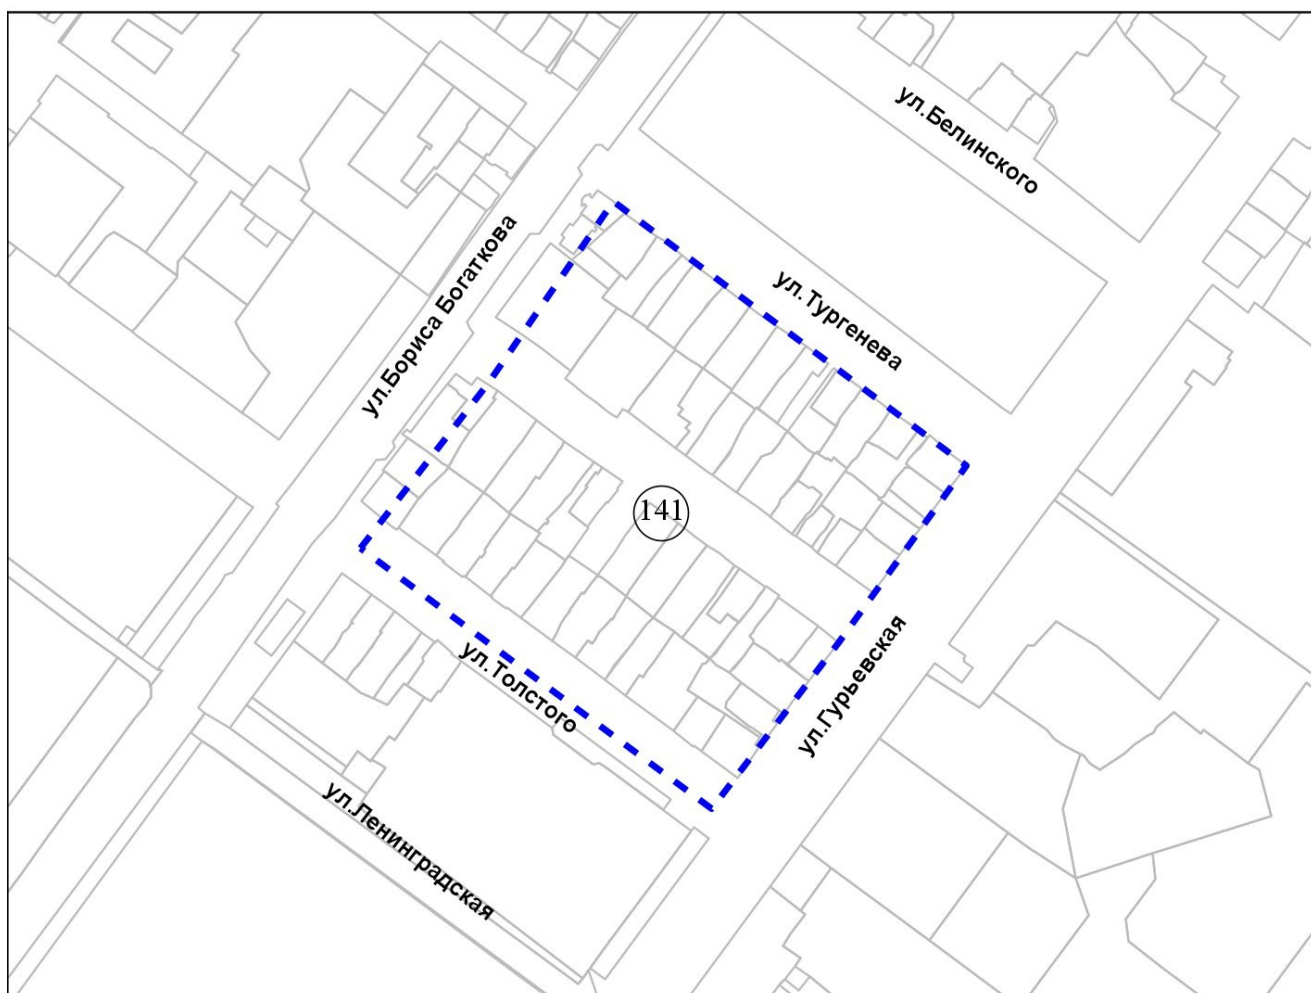 ул.Белинского
ул.Бориса Богаткова
ул.Тургенева
141
ул.Гурьевская
ул.Толстого
ул.Ленинградская